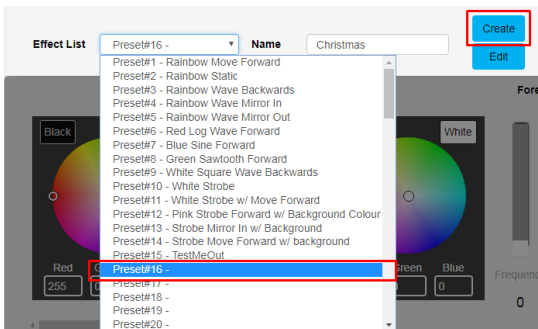 Create
Effect List Preset#16 - Name Christmas
Edit
Preset#1 - Rainbow Move Forward
Preset#2 - Rainbow Static
Preset#3 - Rainbow Wave Backwards
Preset#4 - Rainbow Wave Mirror In
Preset#5 - Rainbow Wave Mirror Out
Preset#6 - Red Log Wave Forward
Preset#7 - Blue Sine Forward
Preset#8 - Green Sawtooth Forward
Preset#9 - White Square Wave Backwards
Preset#10 - White Strobe
Preset#11 - White Strobe w/ Move Forward
Preset#12 - Pink Strobe Forward w/ Background Colour
Preset#13 - Strobe Mirror In w/ Background
Preset#14 - Strobe Move Forward w/ background
Preset#15 - TestMeOut
Preset#16 -
Preset#17 -
Preset#18 -
Preset#19 -
Preset#20 -
Fore
Black
White
Red
Blue
255
0
Frequenc
0